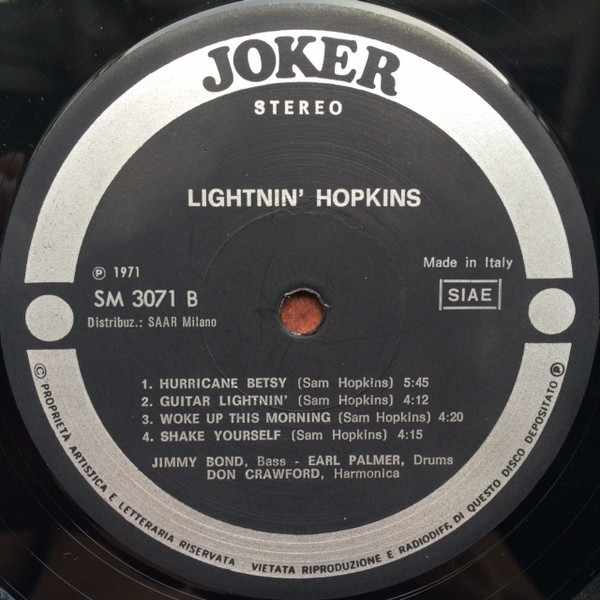 JOKER
STEREO
LIGHTNIN' HOPKINS
℗ 1971
Made in Italy
SM 3071 B
SIAE
Distribuz.: SAAR Milano
1. HURRICANE BETSY (Sam Hopkins) 5:45
2. GUITAR LIGHTNIN' (Sam Hopkins) 4:12
3. WOKE UP THIS MORNING (Sam Hopkins) 4:20
4. SHAKE YOURSELF (Sam Hopkins) 4:15
JIMMY BOND, Bass - EARL PALMER, Drums
DON CRAWFORD, Harmonica
© PROPRIETÀ ARTISTICA E LETTERARIA RISERVATA - VIETATA RIPRODUZIONE E RADIODIFF. DI QUESTO DISCO DEPOSITATO ℗